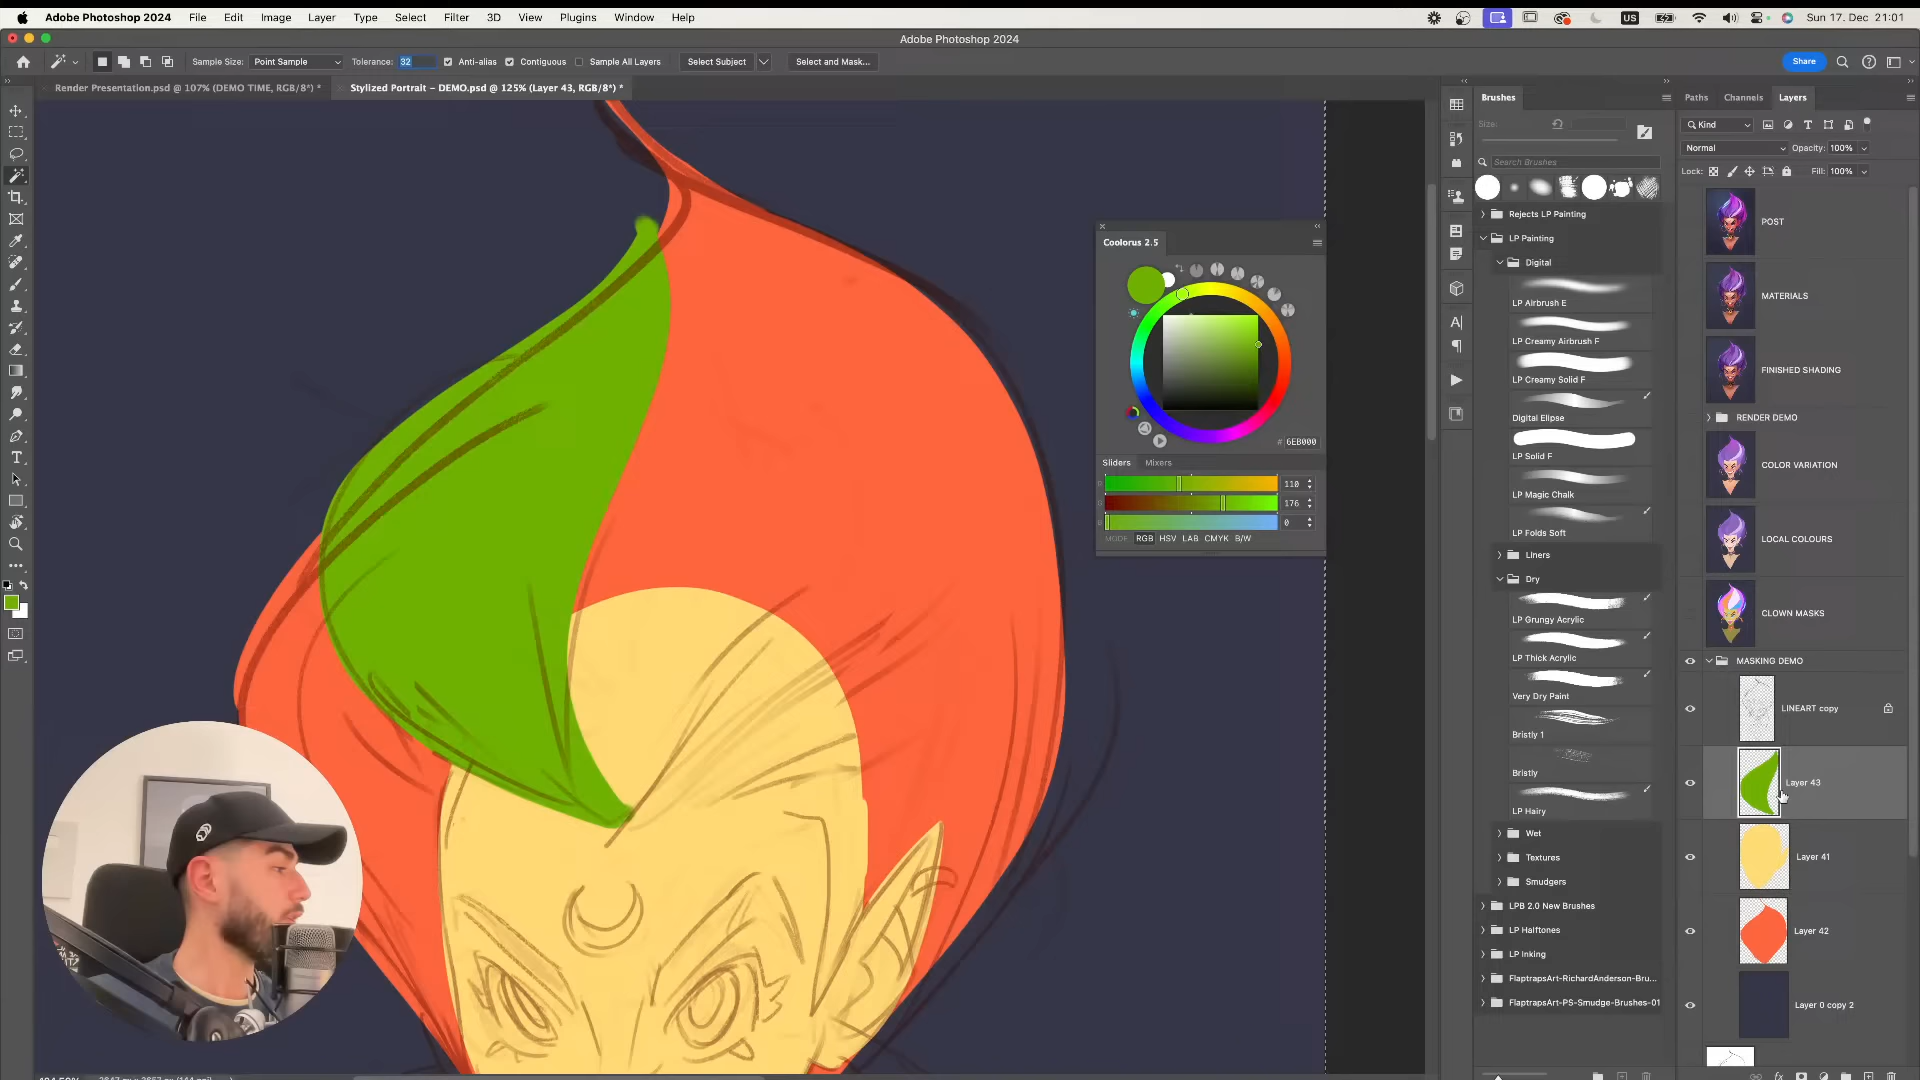 Adobe Photoshop 2024 File Edit Image Layer Type Select Filter 3D View Plugins Window Help US Sun 17. Dec 21:01
Adobe Photoshop 2024
Sample Size: Point Sample Tolerance: 32 Anti-alias Contiguous Sample All Layers Select Subject Select and Mask... Share
Render Presentation.psd @ 107% (DEMO TIME, RGB/8*) * Stylized Portrait – DEMO.psd @ 125% (Layer 43, RGB/8*) *
Brushes
Size:
Search Brushes
Rejects LP Painting
LP Painting
Digital
LP Airbrush E
LP Creamy Airbrush F
LP Creamy Solid F
Digital Elipse
LP Solid F
LP Magic Chalk
LP Folds Soft
Liners
Dry
LP Grungy Acrylic
LP Thick Acrylic
Very Dry Paint
Bristly 1
Bristly
LP Hairy
Wet
Textures
Smudgers
LPB 2.0 New Brushes
LP Halftones
LP Inking
FlaptrapsArt-RichardAnderson-Bru...
FlaptrapsArt-PS-Smudge-Brushes-01
Coolorus 2.5
# 6EB000
Sliders Mixers
110
176
0
MODE: RGB HSV LAB CMYK B/W
Paths Channels Layers
Kind
Normal Opacity: 100%
Lock: Fill: 100%
POST
MATERIALS
FINISHED SHADING
RENDER DEMO
COLOR VARIATION
LOCAL COLOURS
CLOWN MASKS
MASKING DEMO
LINEART copy
Layer 43
Layer 41
Layer 42
Layer 0 copy 2